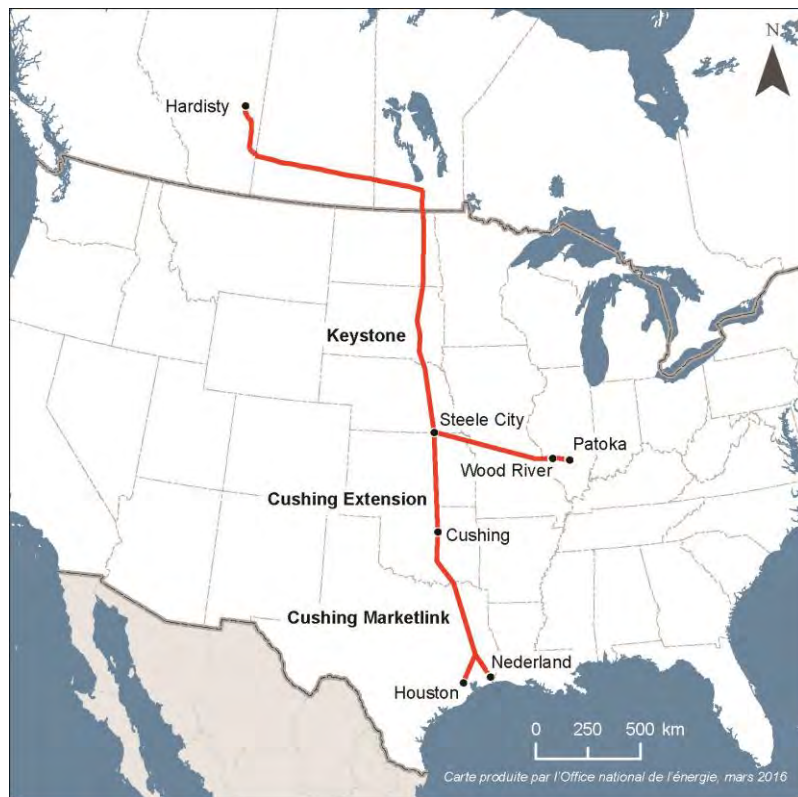 N
Hardisty
Keystone
Steele City
Patoka
Wood River
Cushing Extension
Cushing
Cushing Marketlink
Nederland
Houston
0 250 500 km
Carte produite par l'Office national de l'énergie, mars 2016